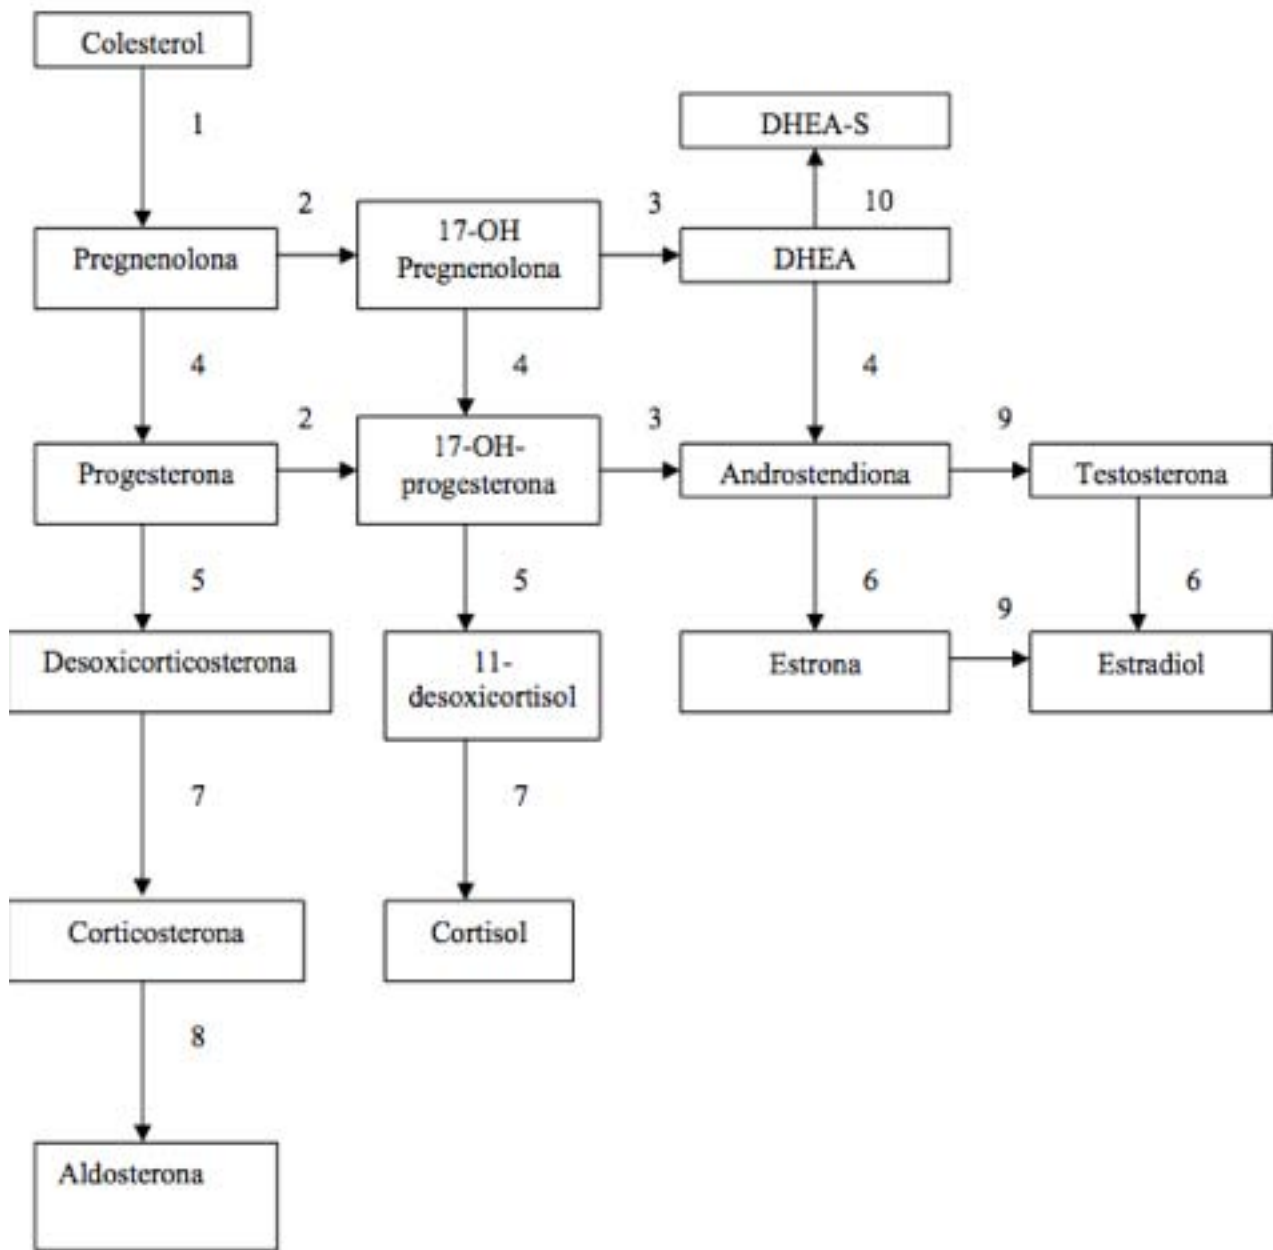 Colesterol
1
DHEA-S
2
3
10
Pregnenolona
17-OH
Pregnenolona
DHEA
4
4
4
2
3
9
Progesterona
17-OH-
progesterona
Androstendiona
Testosterona
5
5
6
6
9
Desoxicorticosterona
11-
desoxicortisol
Estrona
Estradiol
7
7
Corticosterona
Cortisol
8
Aldosterona